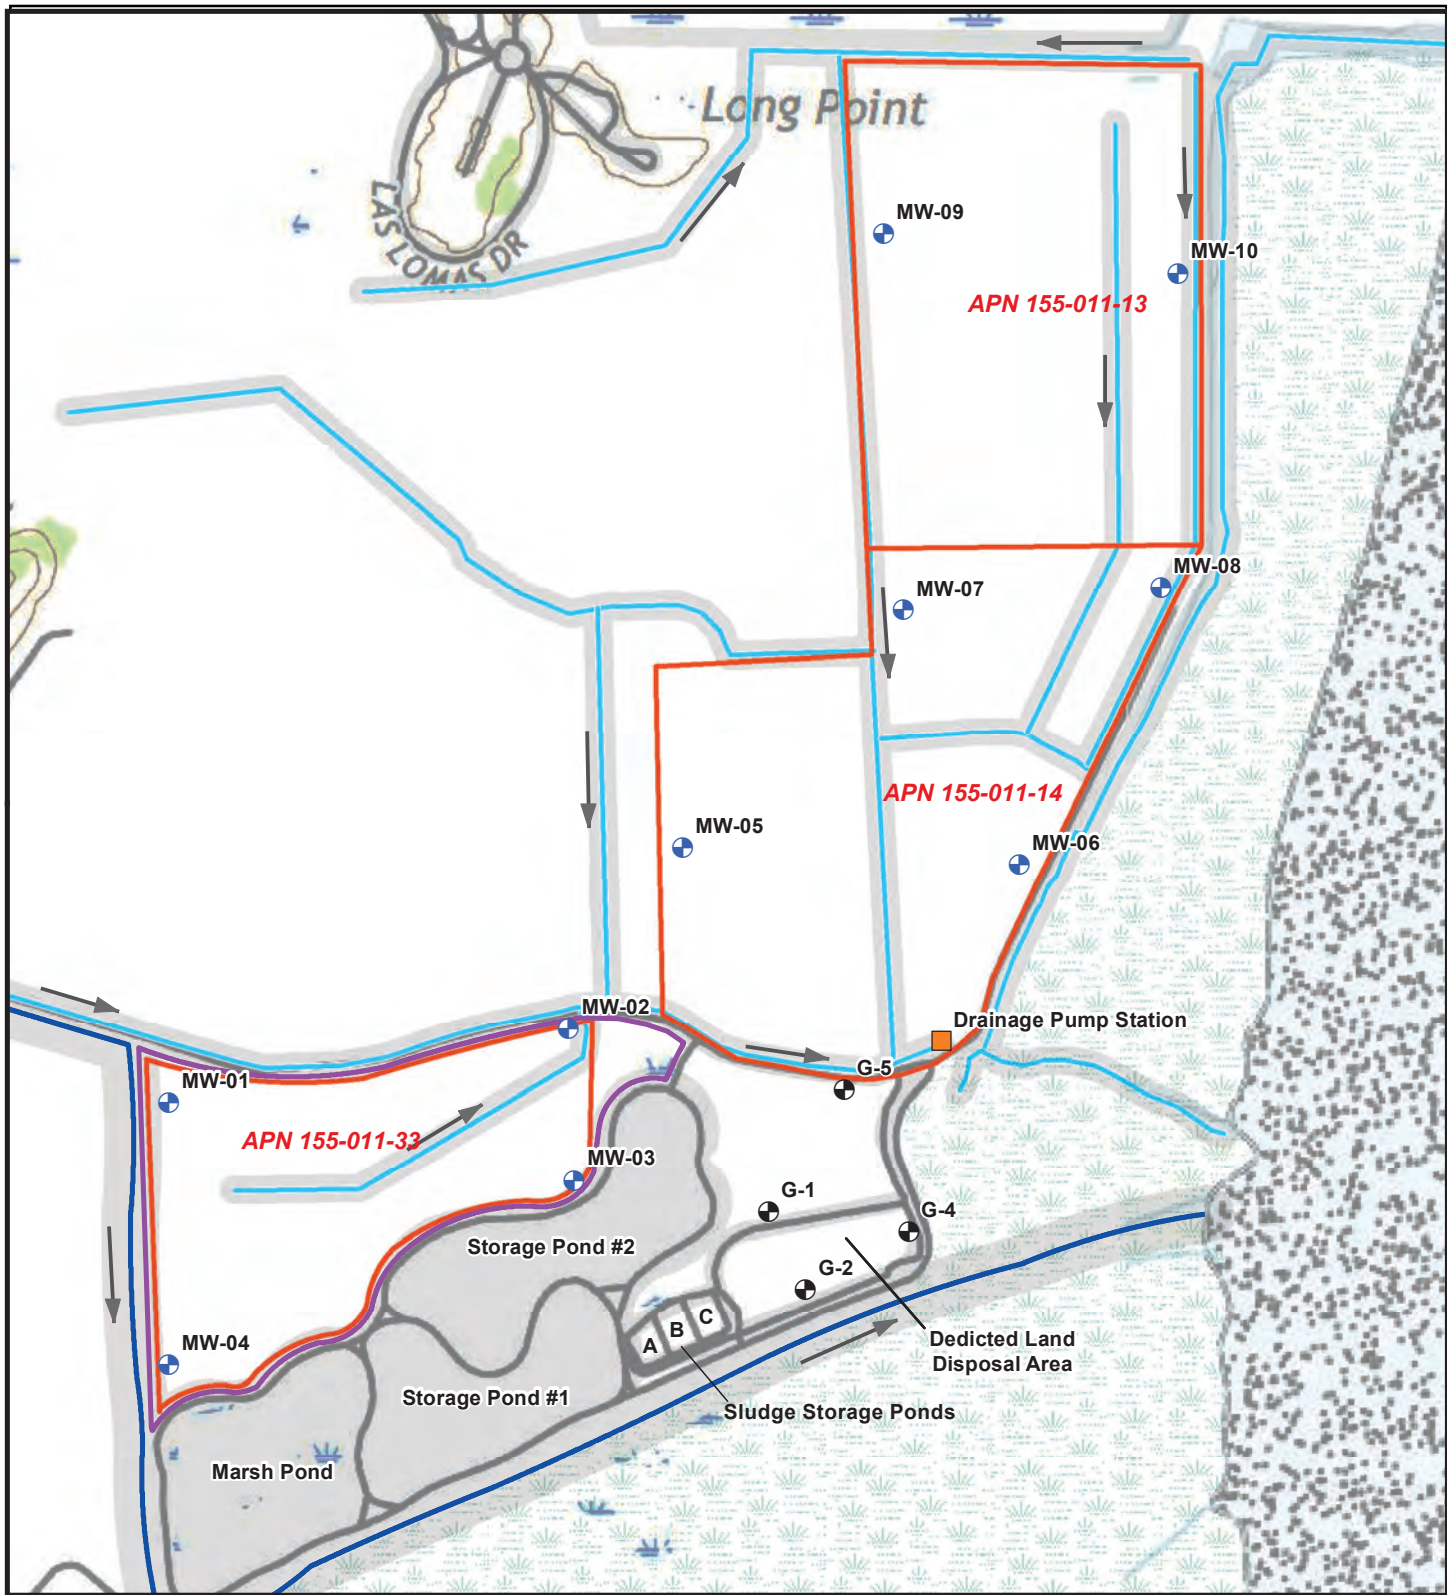 Long Point
LAS LOMAS DR
MW-09
MW-10
APN 155-011-13
MW-08
MW-07
APN 155-011-14
MW-05
MW-06
MW-02
Drainage Pump Station
G-5
MW-01
APN 155-011-33
MW-03
G-1
G-4
Storage Pond #2
G-2
A
B
C
Dedicted Land
Disposal Area
MW-04
Storage Pond #1
Sludge Storage Ponds
Marsh Pond